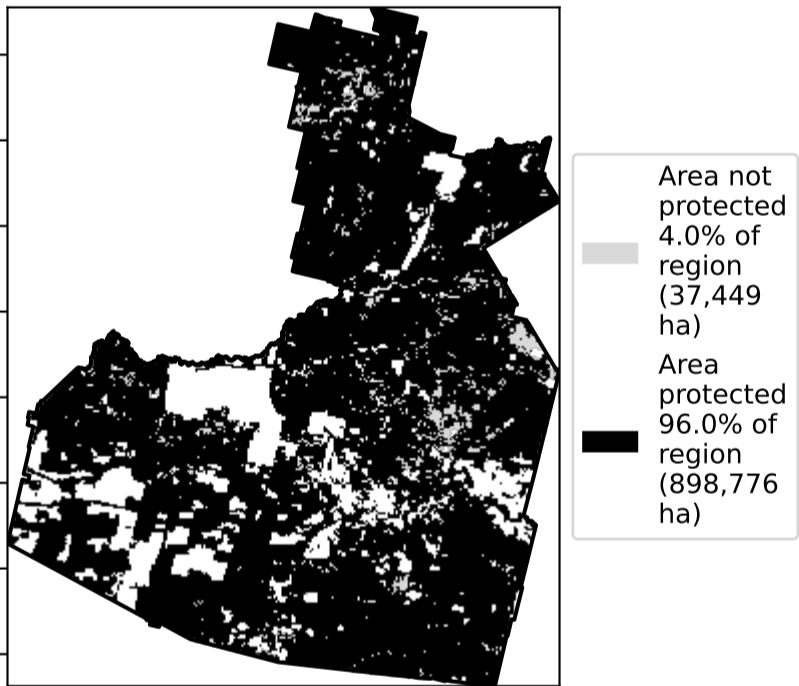 Area not
protected
4.0% of
region
(37,449
ha)
Area
protected
96.0% of
region
(898,776
ha)